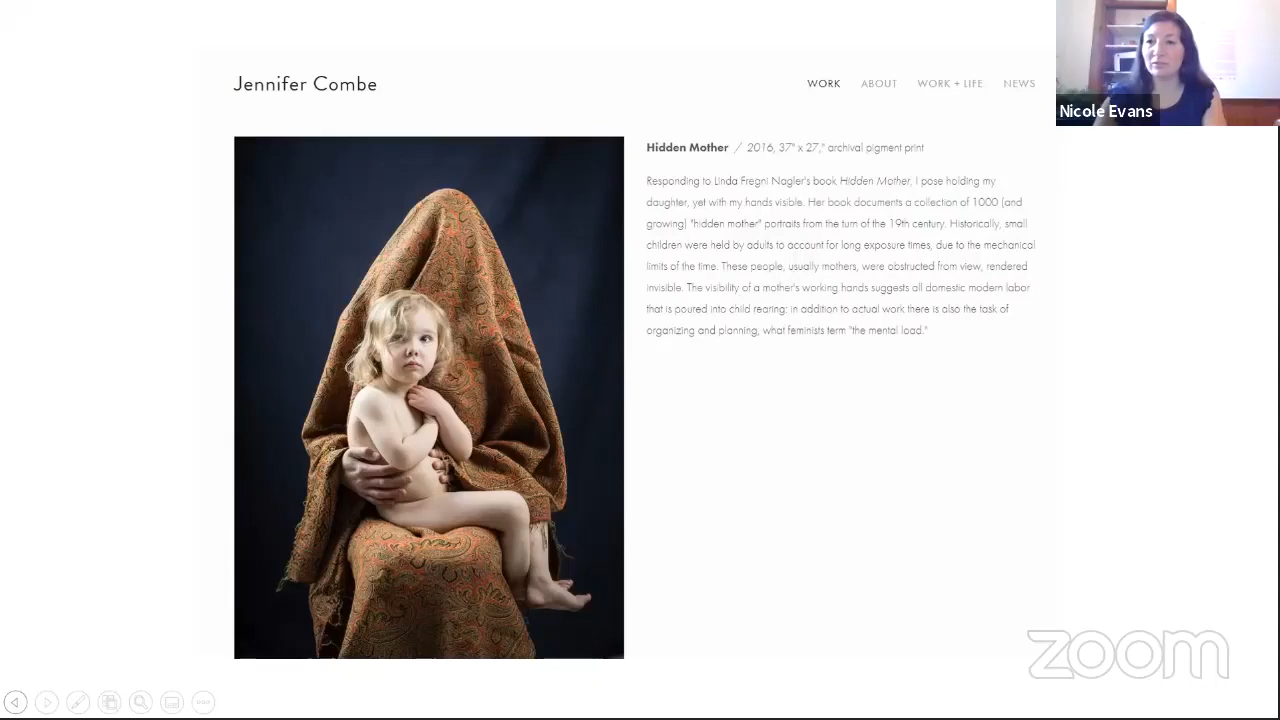 Jennifer Combe
WORK ABOUT WORK + LIFE NEWS
Nicole Evans
Hidden Mother / 2016, 37" x 27," archival pigment print
Responding to Linda Fregni Nagler's book Hidden Mother, I pose holding my
daughter, yet with my hands visible. Her book documents a collection of 1000 (and
growing) "hidden mother" portraits from the turn of the 19th century. Historically, small
children were held by adults to account for long exposure times, due to the mechanical
limits of the time. These people, usually mothers, were obstructed from view, rendered
invisible. The visibility of a mother's working hands suggests all domestic modern labor
that is poured into child rearing: in addition to actual work there is also the task of
organizing and planning, what feminists term "the mental load."
zoom